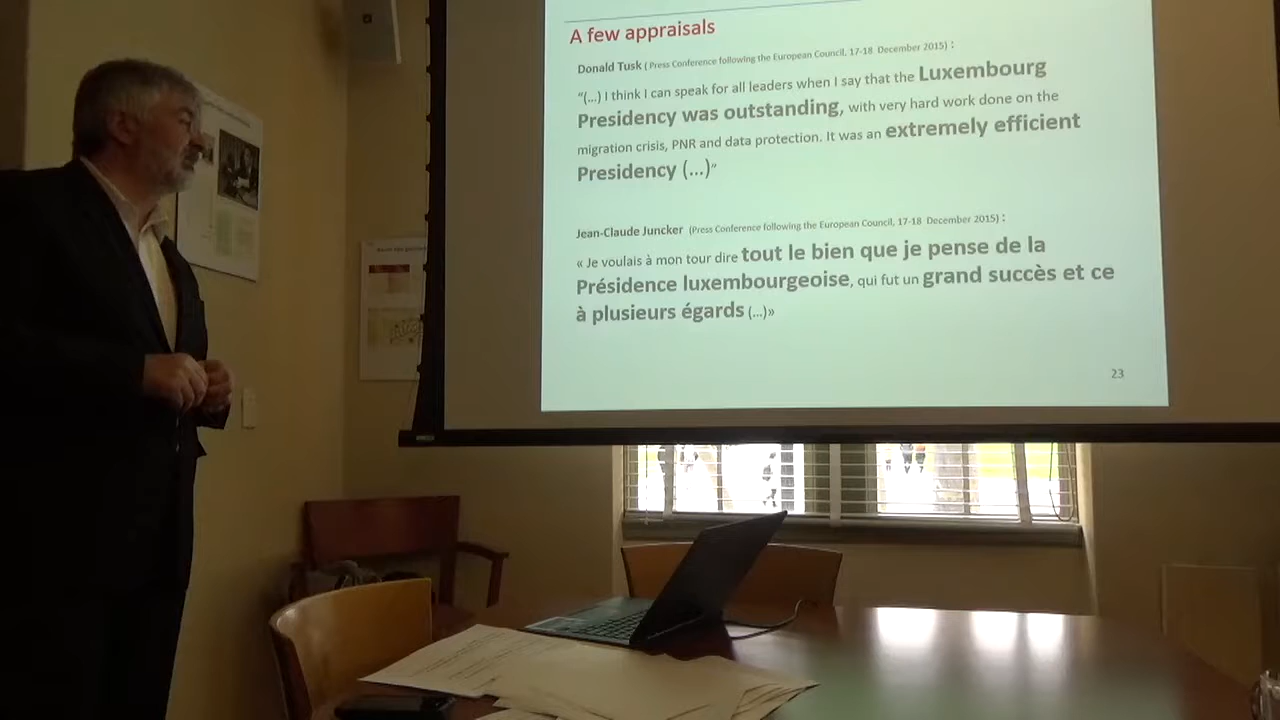 A few appraisals
Donald Tusk ( Press Conference following the European Council, 17-18 December 2015) :
“(…) I think I can speak for all leaders when I say that the Luxembourg
Presidency was outstanding, with very hard work done on the
migration crisis, PNR and data protection. It was an extremely efficient
Presidency (…)”
Jean-Claude Juncker (Press Conference following the European Council, 17-18 December 2015) :
« Je voulais à mon tour dire tout le bien que je pense de la
Présidence luxembourgeoise, qui fut un grand succès et ce
à plusieurs égards (…)»
23